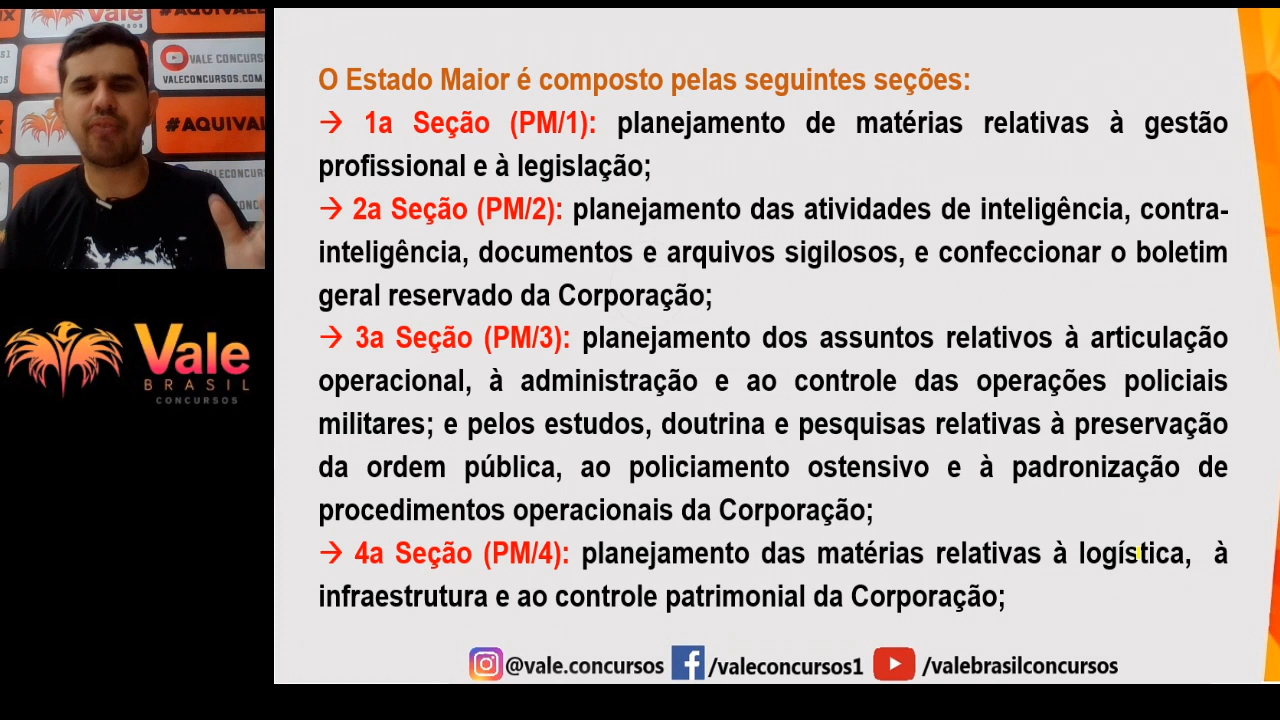 Vale
VALE CONCURS
VALECONCURSOS.COM.
#AQUIVAL
VALECONCUR
Vale
BRASIL
CONCURSOS
O Estado Maior é composto pelas seguintes seções:
→ 1a Seção (PM/1): planejamento de matérias relativas à gestão
profissional e à legislação;
→ 2a Seção (PM/2): planejamento das atividades de inteligência, contra-
inteligência, documentos e arquivos sigilosos, e confeccionar o boletim
geral reservado da Corporação;
→ 3a Seção (PM/3): planejamento dos assuntos relativos à articulação
operacional, à administração e ao controle das operações policiais
militares; e pelos estudos, doutrina e pesquisas relativas à preservação
da ordem pública, ao policiamento ostensivo e à padronização de
procedimentos operacionais da Corporação;
→ 4a Seção (PM/4): planejamento das matérias relativas à logística, à
infraestrutura e ao controle patrimonial da Corporação;
@vale.concursos /valeconcursos1 /valebrasilconcursos